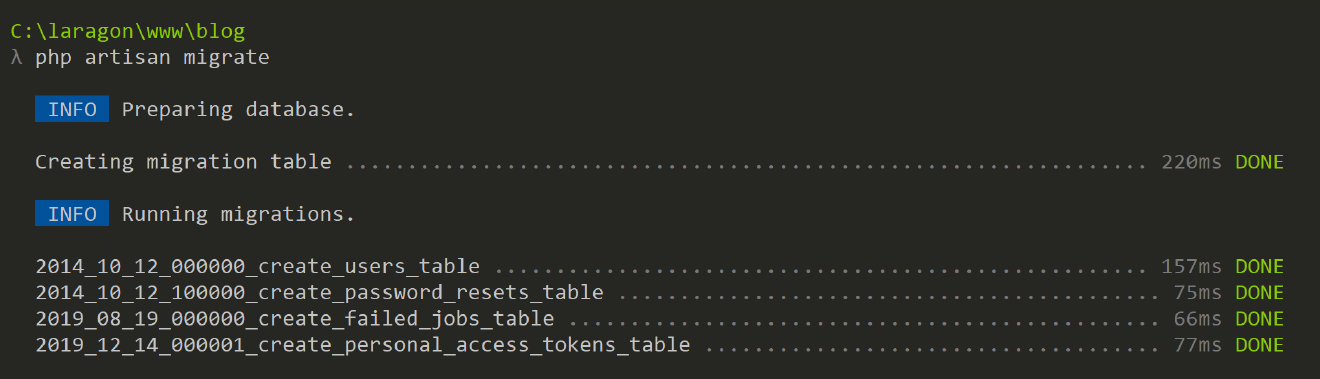 C:\laragon\www\blog
λ php artisan migrate
INFO Preparing database.
Creating migration table ................................................................. 220ms DONE
INFO Running migrations.
2014_10_12_000000_create_users_table ..................................................... 157ms DONE
2014_10_12_100000_create_password_resets_table ............................................ 75ms DONE
2019_08_19_000000_create_failed_jobs_table ................................................ 66ms DONE
2019_12_14_000001_create_personal_access_tokens_table ..................................... 77ms DONE